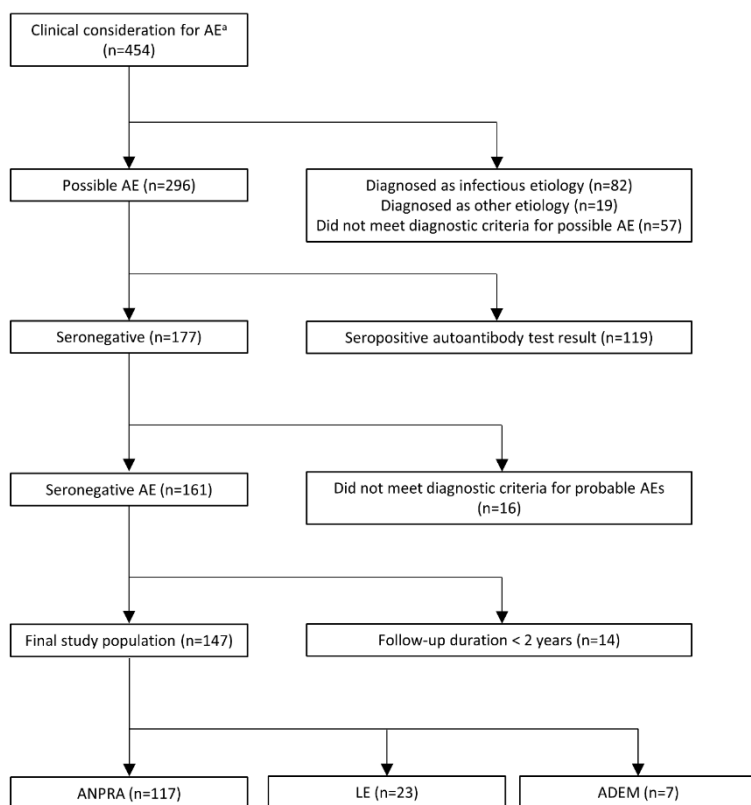 Clinical consideration for AEᵃ
(n=454)
Possible AE (n=296)
Diagnosed as infectious etiology (n=82)
Diagnosed as other etiology (n=19)
Did not meet diagnostic criteria for possible AE (n=57)
Seronegative (n=177)
Seropositive autoantibody test result (n=119)
Seronegative AE (n=161)
Did not meet diagnostic criteria for probable AEs
(n=16)
Final study population (n=147)
Follow-up duration < 2 years (n=14)
ANPRA (n=117)
LE (n=23)
ADEM (n=7)